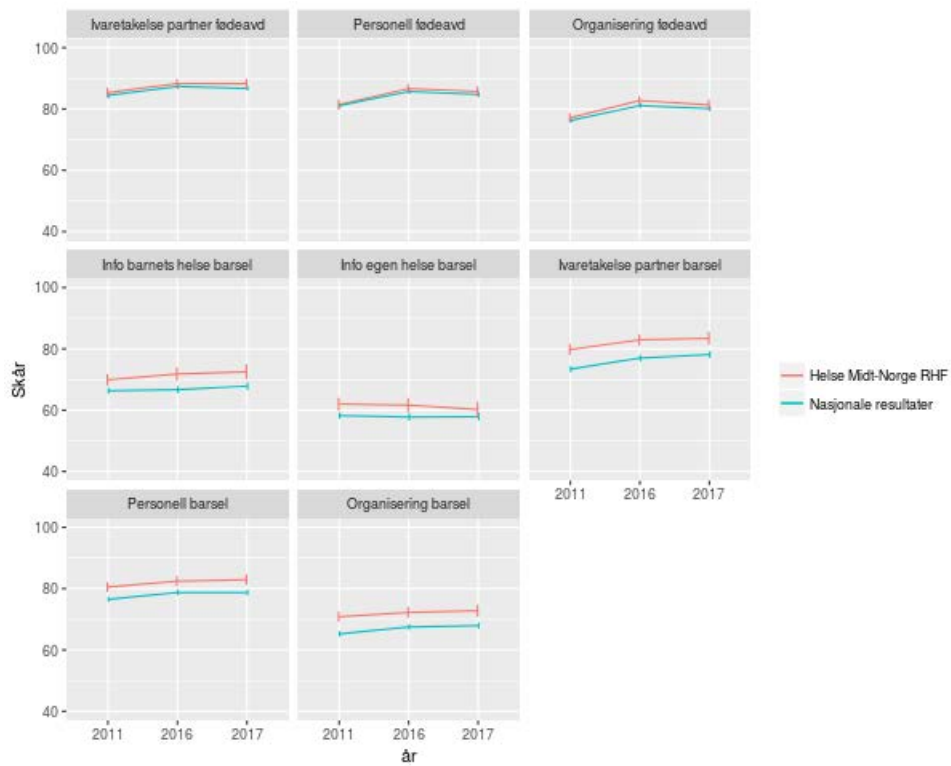 Ivaretakelse partner fødeavd
Personell fødeavd
Organisering fødeavd
100
80
60
40
Info barnets helse barsel
Info egen helse barsel
Ivaretakelse partner barsel
100
80
60
40
2011 2016 2017
Personell barsel
Organisering barsel
100
80
60
40
2011 2016 2017
2011 2016 2017
Skår
år
Helse Midt-Norge RHF
Nasjonale resultater